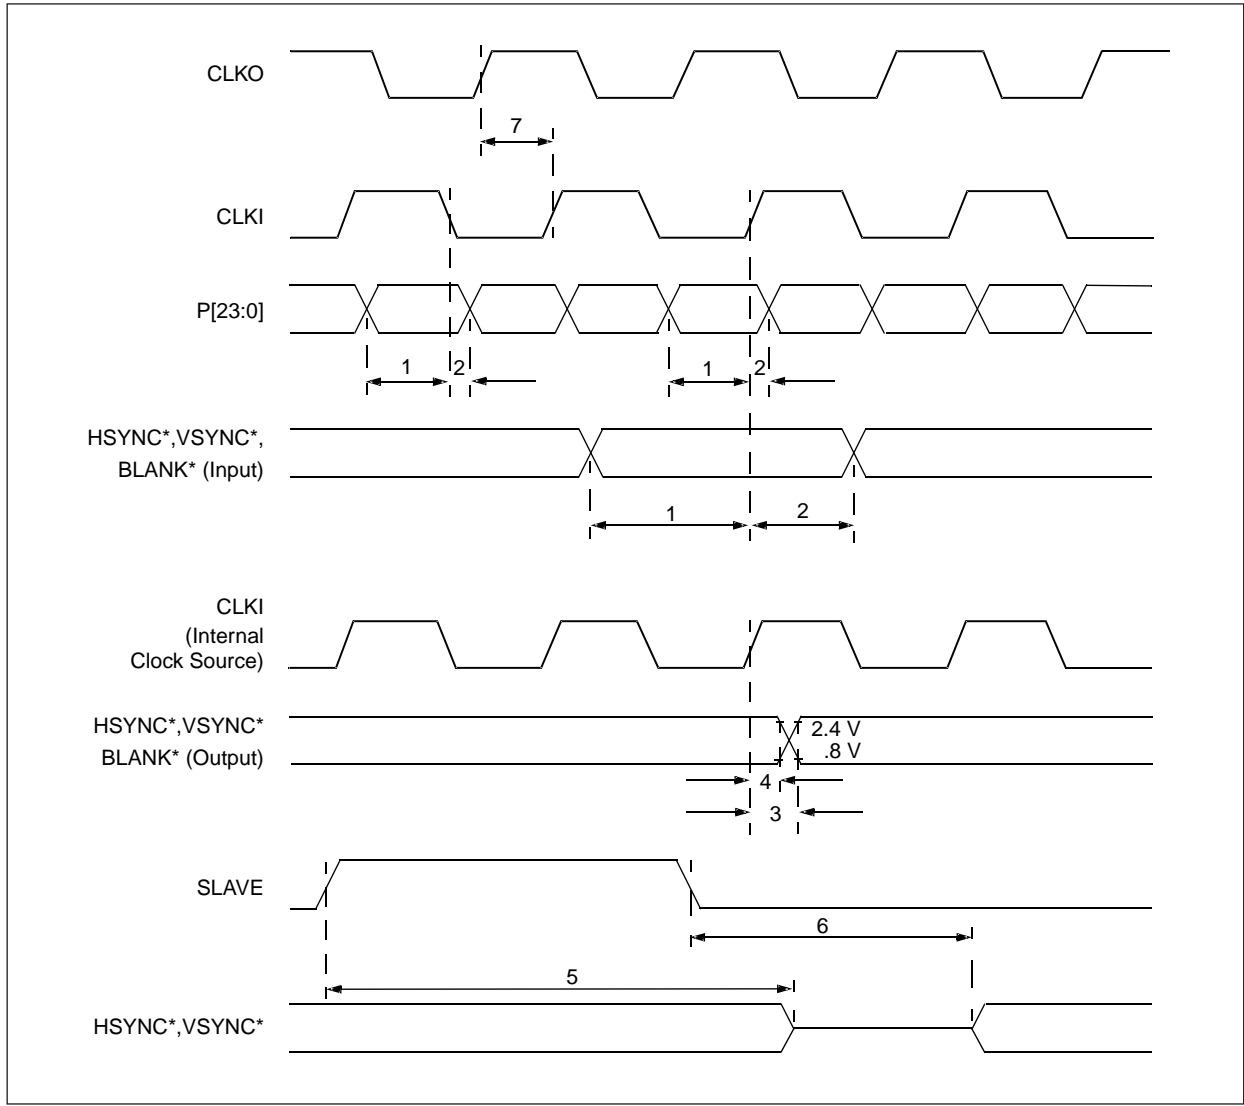 CLKO
7
CLKI
P[23:0]
1 2 1 2
HSYNC*,VSYNC*,
BLANK* (Input)
1 2
CLKI
(Internal
Clock Source)
HSYNC*,VSYNC*
2.4 V
BLANK* (Output)
.8 V
4
3
SLAVE
6
5
HSYNC*,VSYNC*